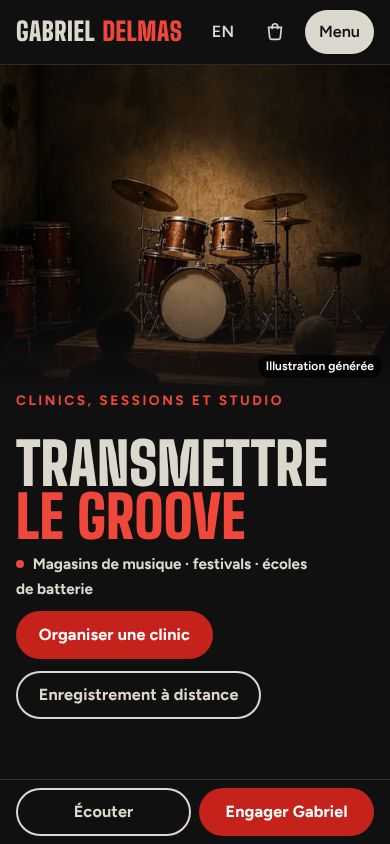 GABRIEL DELMAS EN Menu
Illustration générée
CLINICS, SESSIONS ET STUDIO
TRANSMETTRE
LE GROOVE
Magasins de musique · festivals · écoles
de batterie
Organiser une clinic
Enregistrement à distance
Écouter Engager Gabriel